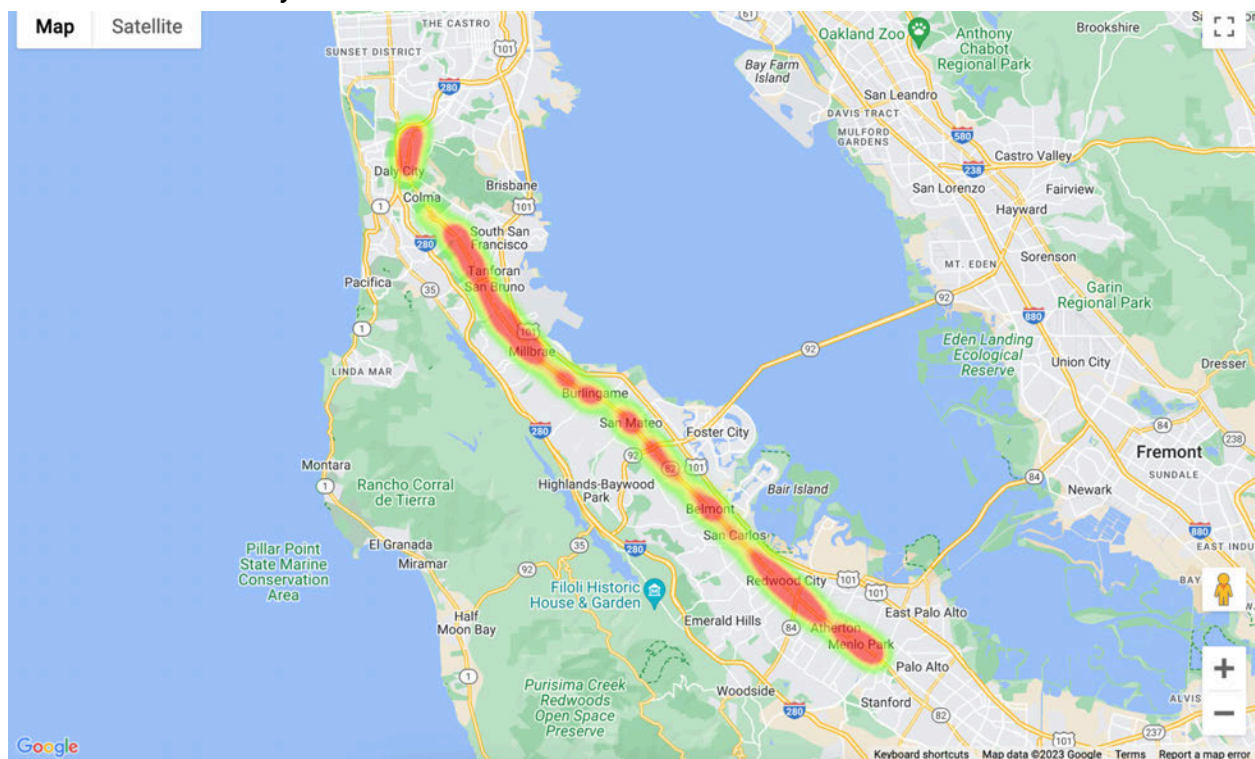 Map
Satellite
THE CASTRO
SUNSET DISTRICT
101
280
61
Oakland Zoo
Anthony
Chabot
Regional Park
Brookshire
Bay Farm
Island
San Leandro
DAVIS TRACT
MULFORD
GARDENS
580
238
Castro Valley
San Lorenzo
Fairview
Hayward
Daly City
Colma
Brisbane
1
101
280
South San
Francisco
Tanforan
San Bruno
MT. EDEN
Sorenson
Garin
Regional Park
Pacifica
35
92
880
1
101
Millbrae
92
Eden Landing
Ecological
Reserve
Union City
Dresser
LINDA MAR
Burlingame
San Mateo
Foster City
280
92
82
101
84
238
Fremont
SUNDALE
Montara
1
Rancho Corral
de Tierra
Highlands-Baywood
Park
Bair Island
84
Newark
Belmont
San Carlos
880
EAST INDU
El Granada
Miramar
35
280
Pillar Point
State Marine
Conservation
Area
92
Filoli Historic
House & Garden
Redwood City
101
101
BAY
Half
Moon Bay
Emerald Hills
84
Atherton
Menlo Park
East Palo Alto
1
Palo Alto
Purisima Creek
Redwoods
Open Space
Preserve
Woodside
280
Stanford
82
ALVIS
237
101
Google
Keyboard shortcuts
Map data ©2023 Google
Terms
Report a map error